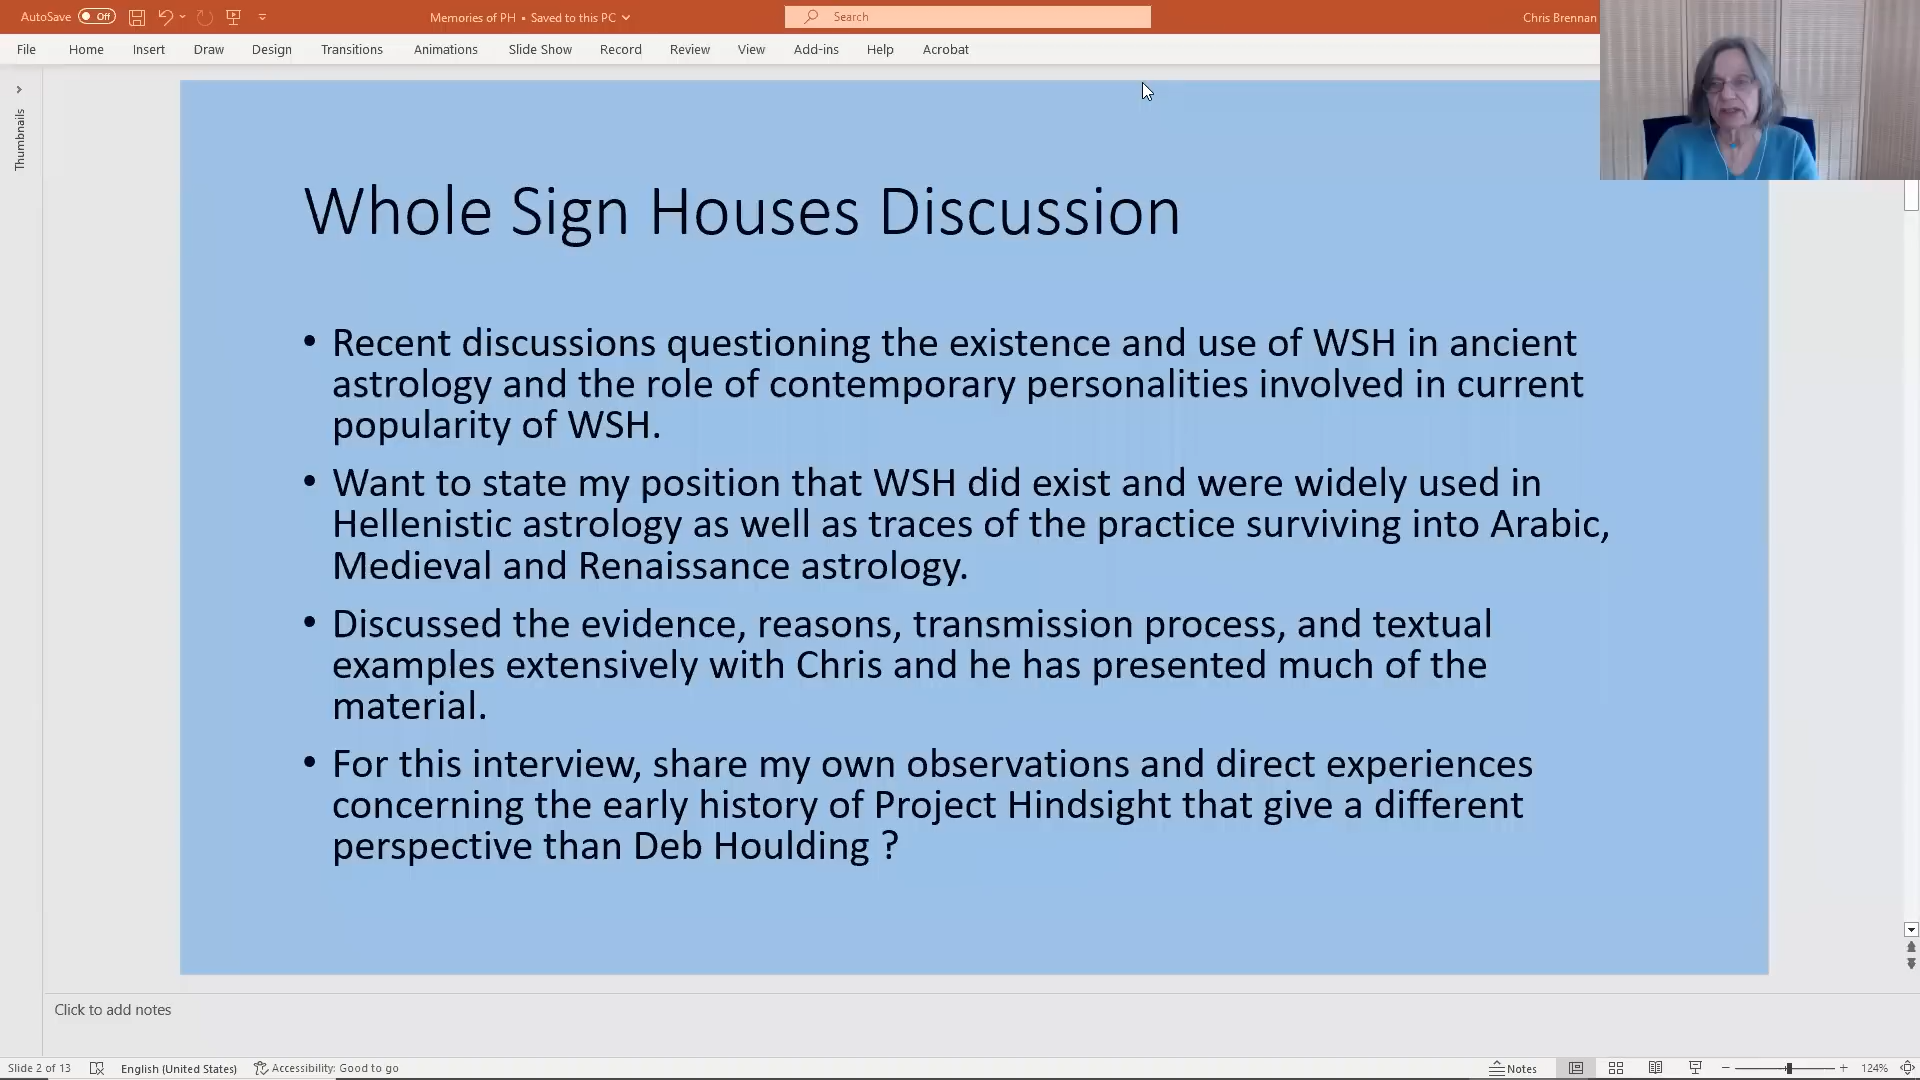 AutoSave Off Memories of PH • Saved to this PC Search Chris Brennan
File Home Insert Draw Design Transitions Animations Slide Show Record Review View Add-ins Help Acrobat
Thumbnails
Whole Sign Houses Discussion
• Recent discussions questioning the existence and use of WSH in ancient
astrology and the role of contemporary personalities involved in current
popularity of WSH.
• Want to state my position that WSH did exist and were widely used in
Hellenistic astrology as well as traces of the practice surviving into Arabic,
Medieval and Renaissance astrology.
• Discussed the evidence, reasons, transmission process, and textual
examples extensively with Chris and he has presented much of the
material.
• For this interview, share my own observations and direct experiences
concerning the early history of Project Hindsight that give a different
perspective than Deb Houlding ?
Click to add notes
Slide 2 of 13 English (United States) Accessibility: Good to go Notes 124%